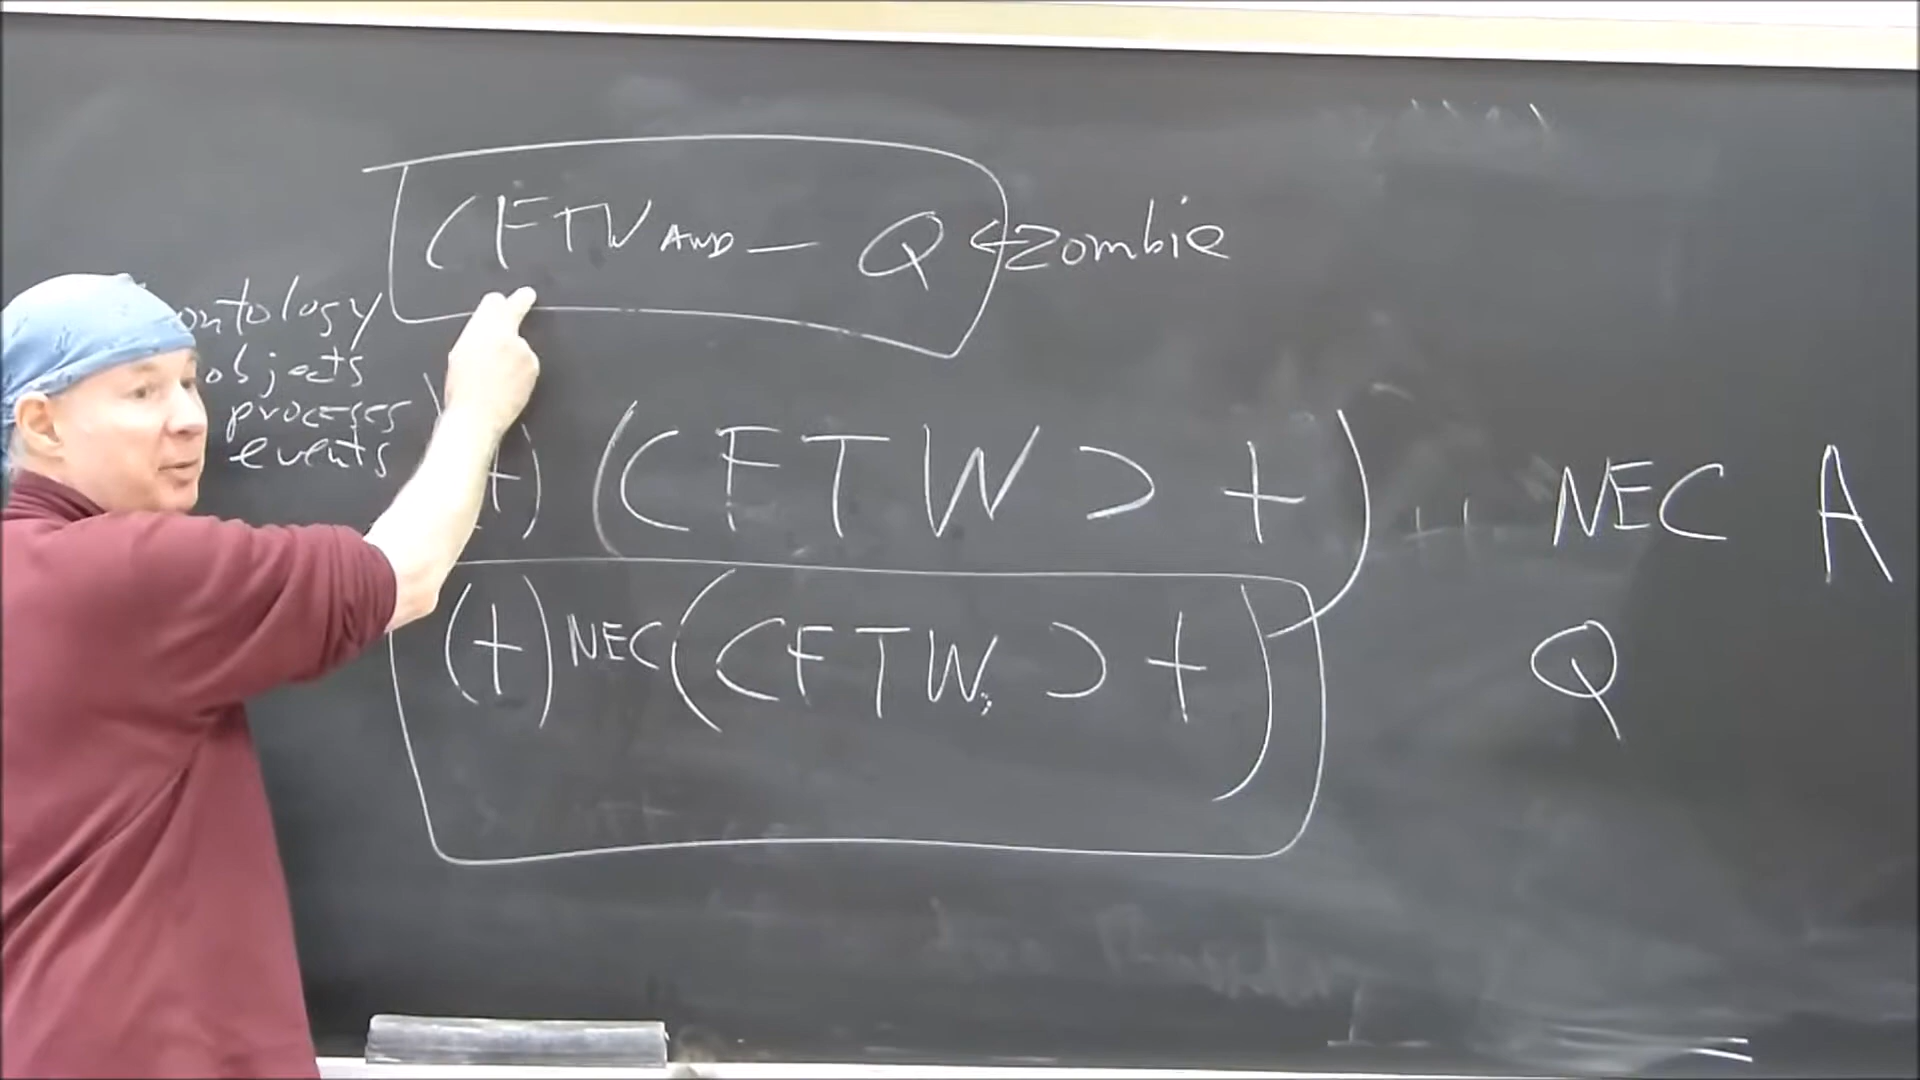 CFTW AND — Q ← zombie
ontology
objects
processes
events
(t) (CFTW ⊃ t)
NEC A
(t) NEC (CFTW ⊃ t)
Q